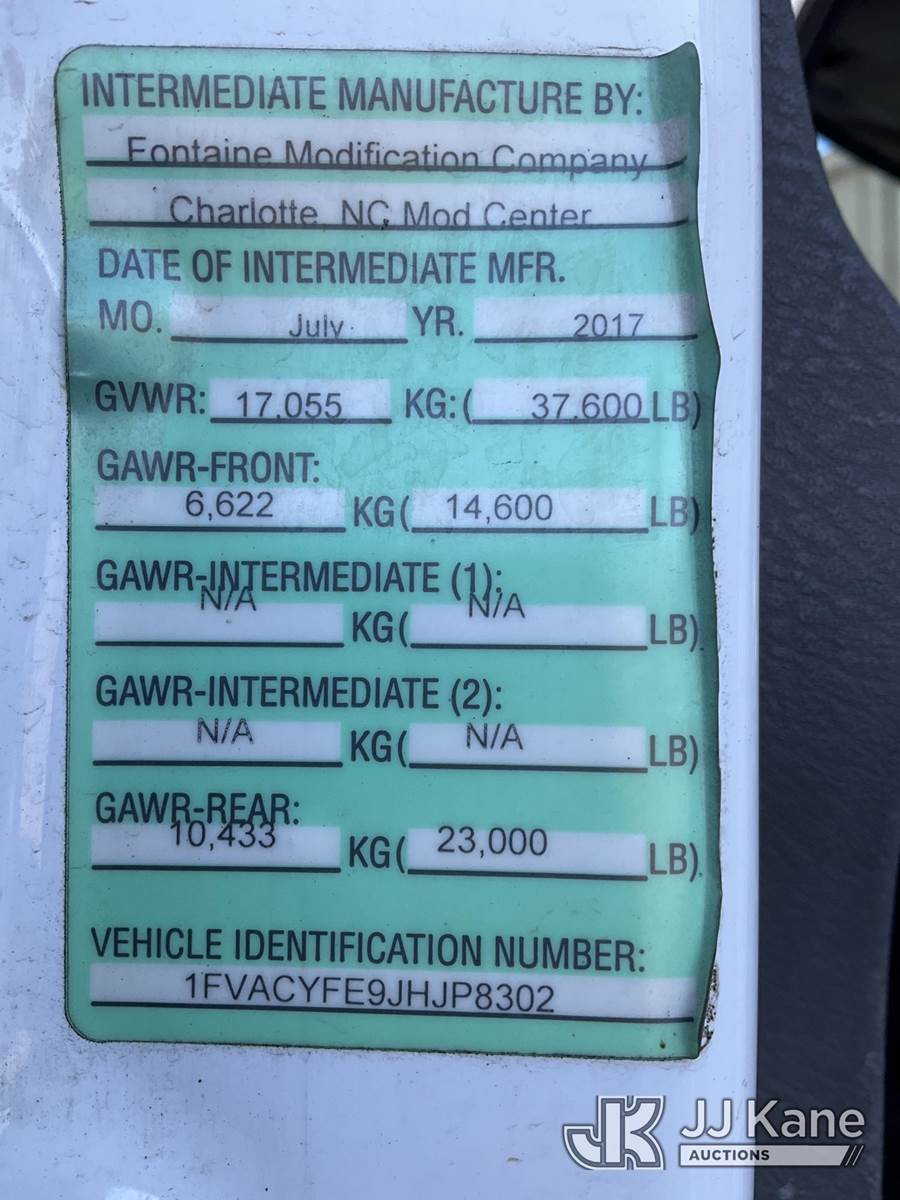 INTERMEDIATE MANUFACTURE BY:
Fontaine Modification Company
Charlotte, NC Mod Center
DATE OF INTERMEDIATE MFR.
MO. July YR. 2017
GVWR: 17,055 KG: ( 37,600 LB)
GAWR-FRONT:
6,622 KG ( 14,600 LB)
GAWR-INTERMEDIATE (1):
N/A KG ( N/A LB)
GAWR-INTERMEDIATE (2):
N/A KG ( N/A LB)
GAWR-REAR:
10,433 KG ( 23,000 LB)
VEHICLE IDENTIFICATION NUMBER:
1FVACYFE9JHJP8302
JK JJ Kane
AUCTIONS